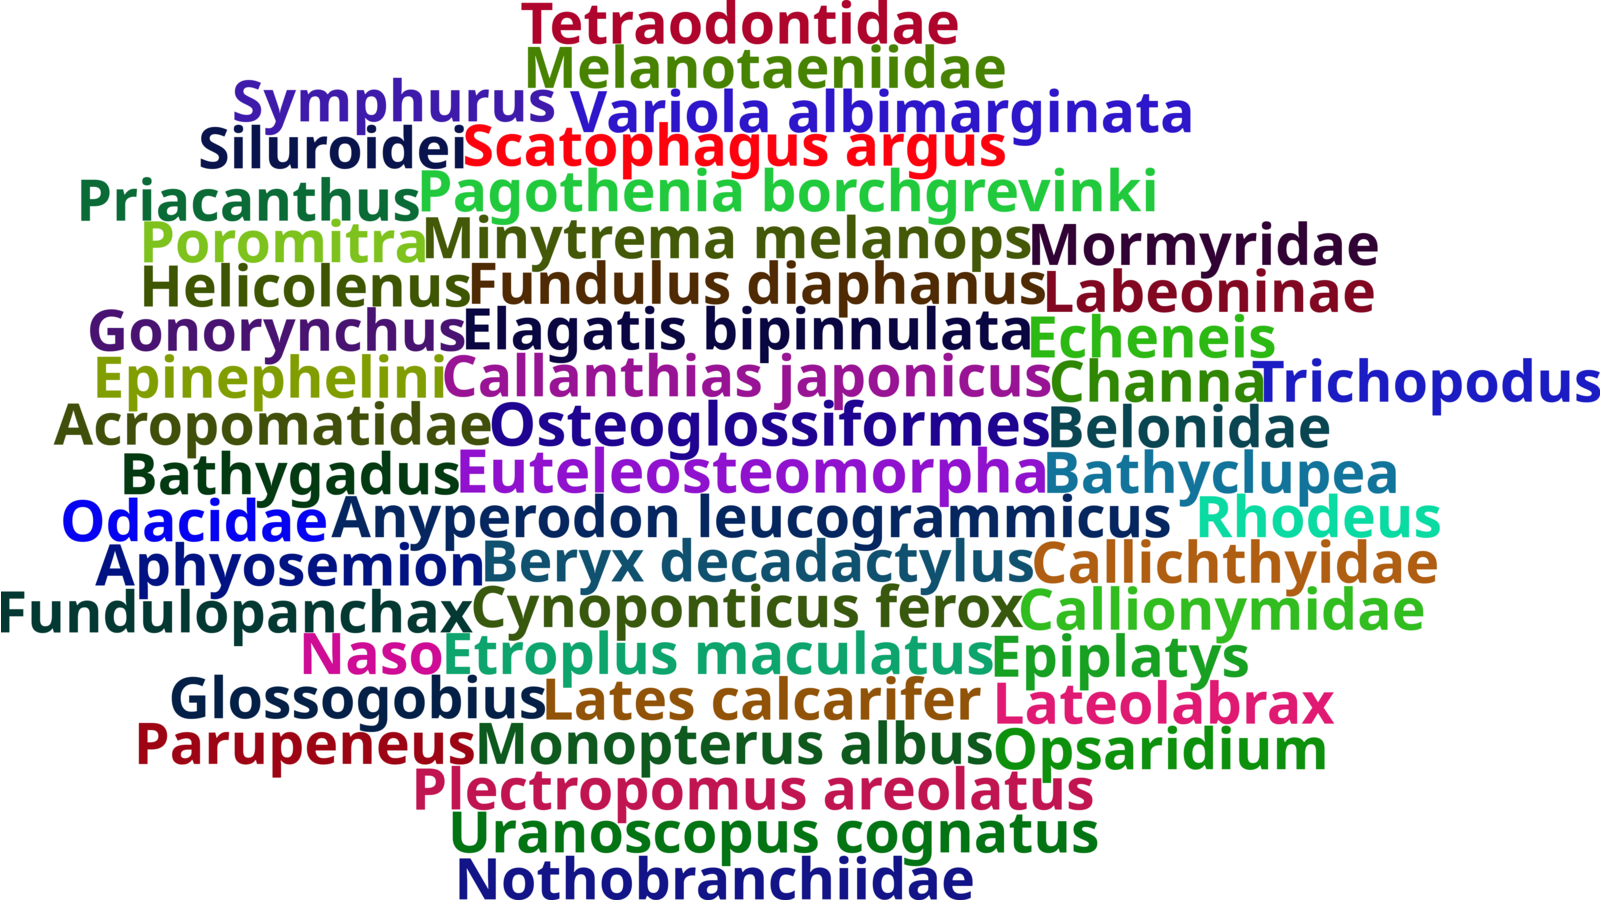 Tetraodontidae
Melanotaeniidae
Symphurus Variola albimarginata
Siluroidei Scatophagus argus
Priacanthus Pagothenia borchgrevinki
Poromitra Minytrema melanops Mormyridae
Helicolenus Fundulus diaphanus Labeoninae
Gonorynchus Elagatis bipinnulata Echeneis
Epinephelini Callanthias japonicus Channa Trichopodus
Acropomatidae Osteoglossiformes Belonidae
Bathygadus Euteleosteomorpha Bathyclupea
Odacidae Anyperodon leucogrammicus Rhodeus
Aphyosemion Beryx decadactylus Callichthyidae
Fundulopanchax Cynoponticus ferox Callionymidae
Naso Etroplus maculatus Epiplatys
Glossogobius Lates calcarifer Lateolabrax
Parupeneus Monopterus albus Opsaridium
Plectropomus areolatus
Uranoscopus cognatus
Nothobranchiidae